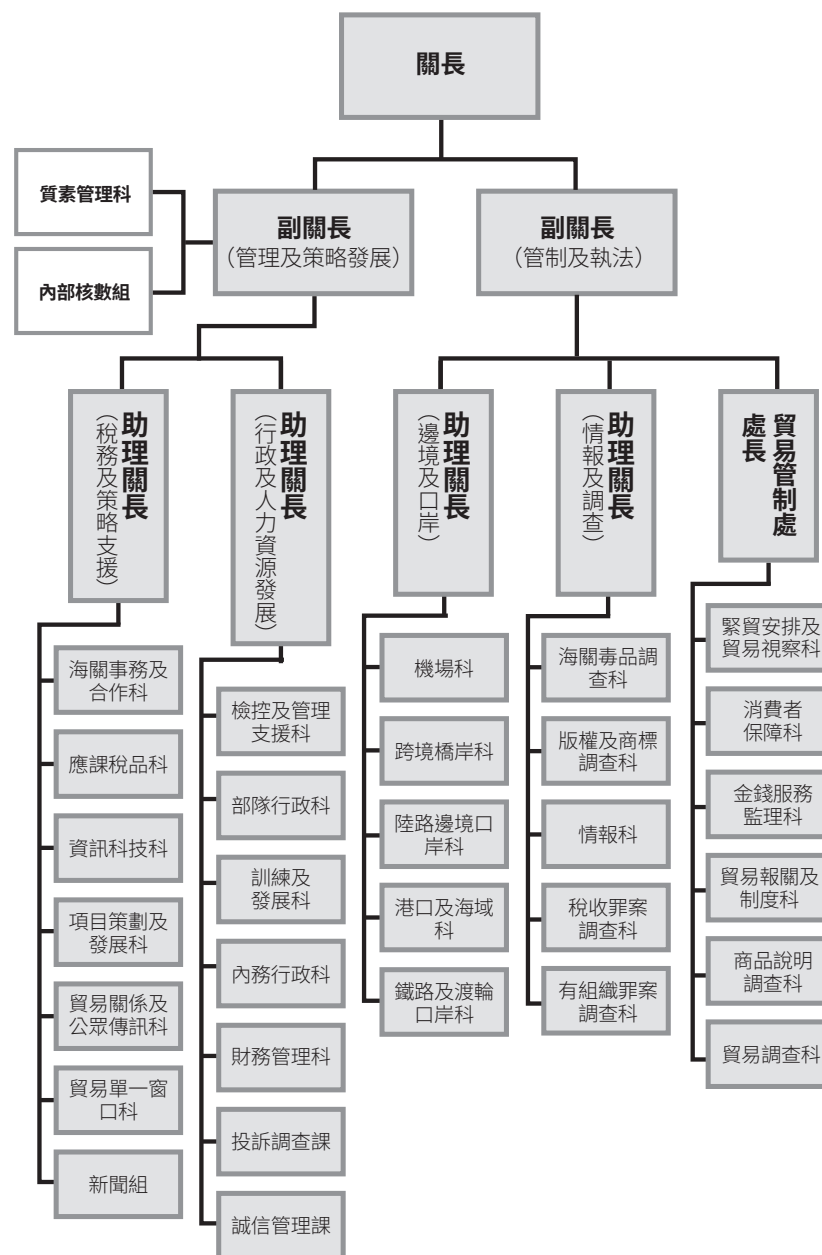 關長
質素管理科
內部核數組
副關長
（管理及策略發展）
副關長
（管制及執法）
助理關長
（稅務及策略支援）
助理關長
（行政及人力資源發展）
助理關長
（邊境及口岸）
助理關長
（情報及調查）
貿易管制處
處長
海關事務及
合作科
應課稅品科
資訊科技科
項目策劃及
發展科
貿易關係及
公眾傳訊科
貿易單一窗
口科
新聞組
檢控及管理
支援科
部隊行政科
訓練及
發展科
內務行政科
財務管理科
投訴調查課
誠信管理課
機場科
跨境橋岸科
陸路邊境口
岸科
港口及海域
科
鐵路及渡輪
口岸科
海關毒品調
查科
版權及商標
調查科
情報科
稅收罪案
調查科
有組織罪案
調查科
緊貿安排及
貿易視察科
消費者
保障科
金錢服務
監理科
貿易報關及
制度科
商品說明
調查科
貿易調查科